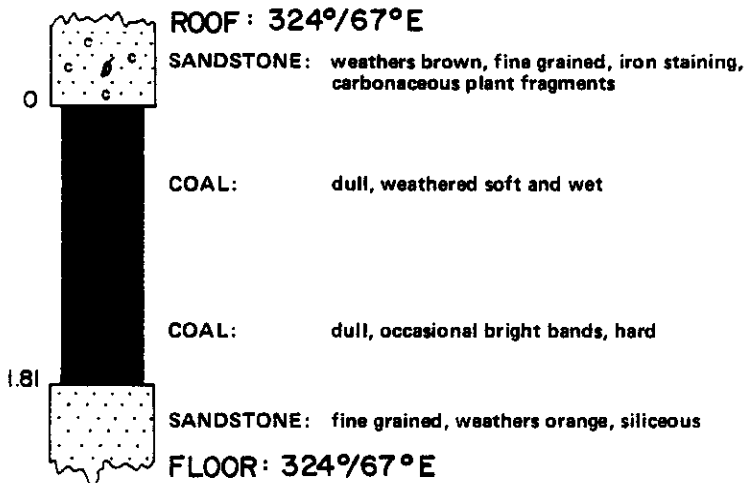 ROOF: 324°/67°E
SANDSTONE: weathers brown, fine grained, iron staining,
carbonaceous plant fragments
c
c
c
c
0
COAL: dull, weathered soft and wet
COAL: dull, occasional bright bands, hard
1.81
SANDSTONE: fine grained, weathers orange, siliceous
FLOOR: 324°/67°E